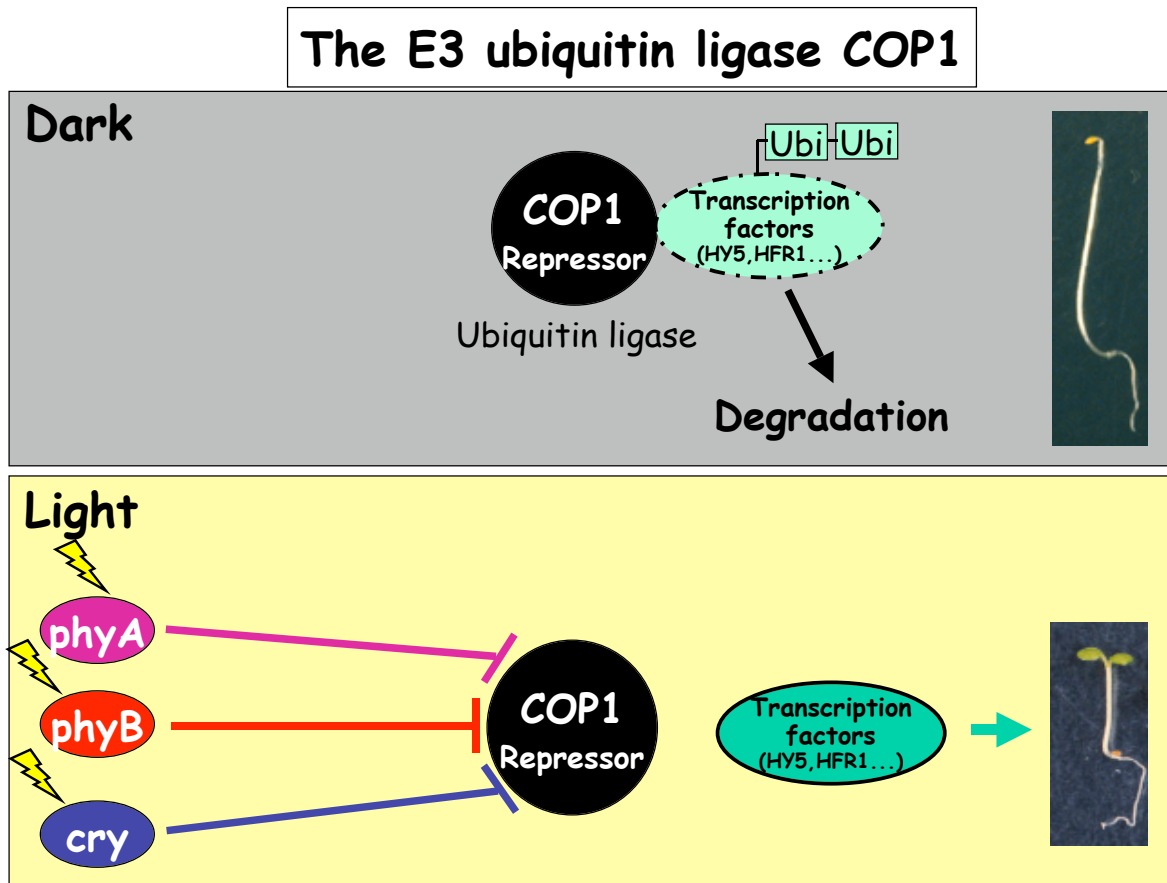 The E3 ubiquitin ligase COP1
Dark
Ubi Ubi
COP1
Repressor
Transcription
factors
(HY5,HFR1...)
Ubiquitin ligase
Degradation
Light
phyA
phyB
cry
COP1
Repressor
Transcription
factors
(HY5,HFR1...)